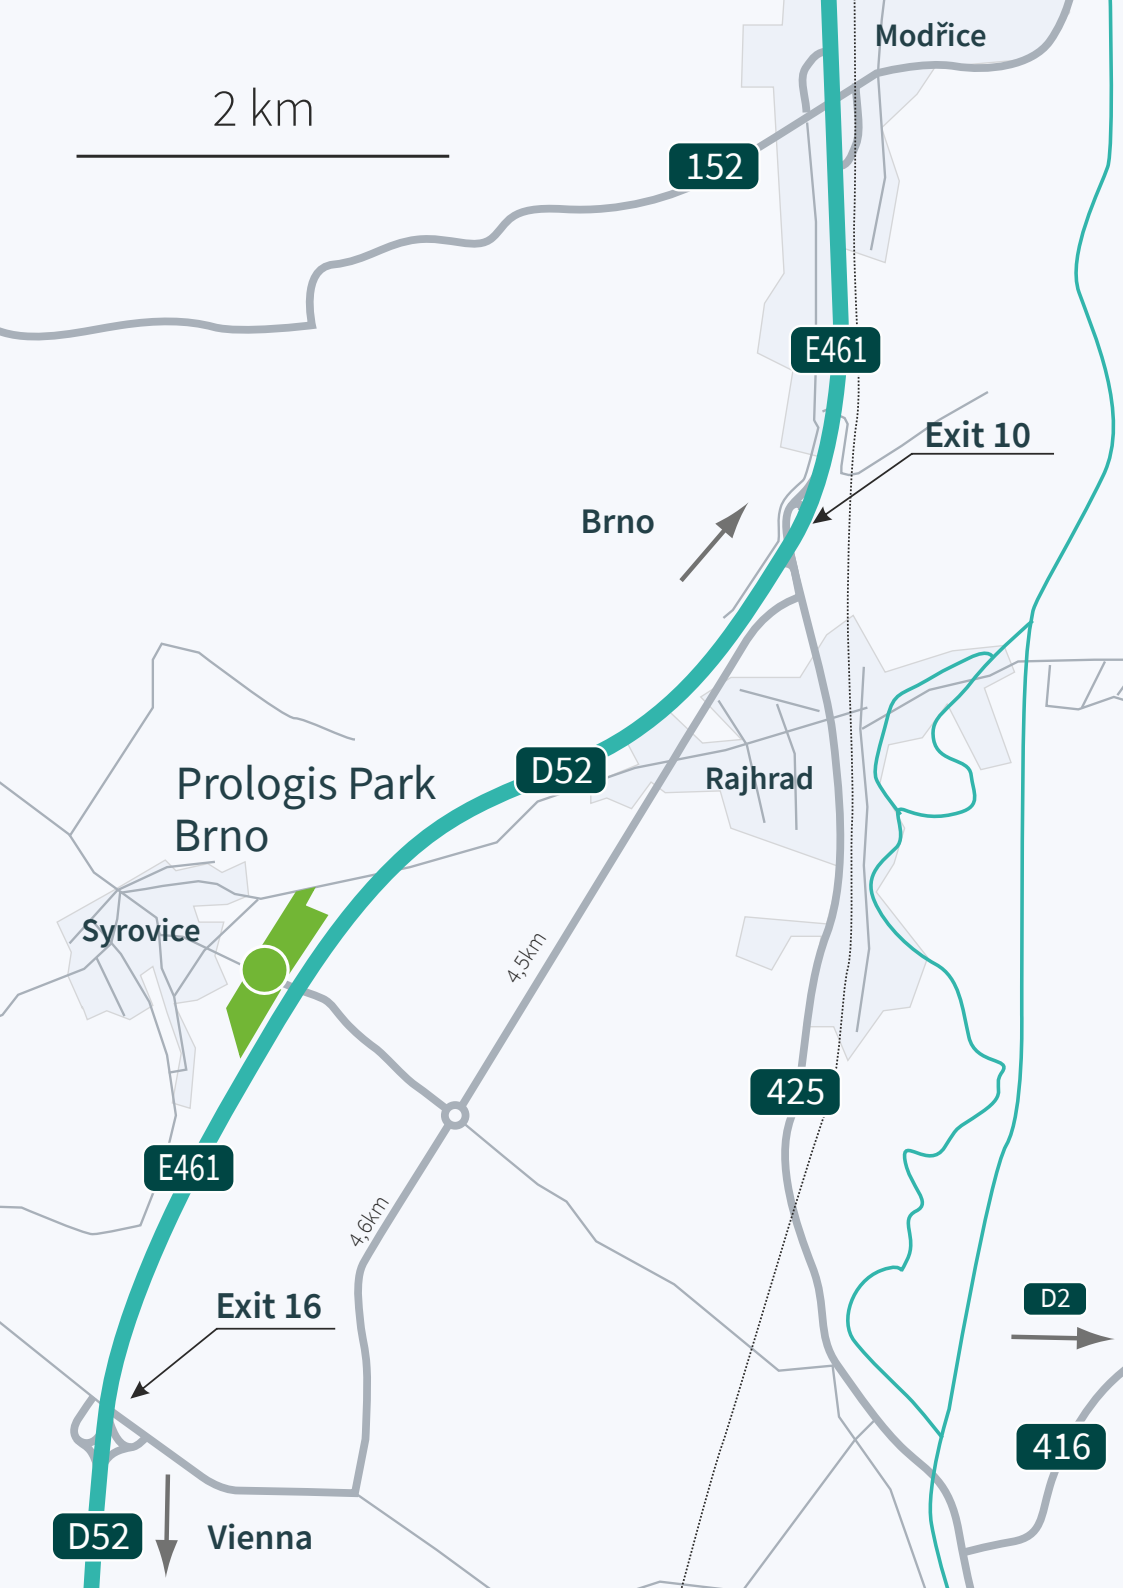 Modřice
2 km
152
E461
Exit 10
Brno
D52
Prologis Park
Brno
Rajhrad
Syrovice
4,5km
425
E461
4,6km
Exit 16
D2
416
D52
Vienna